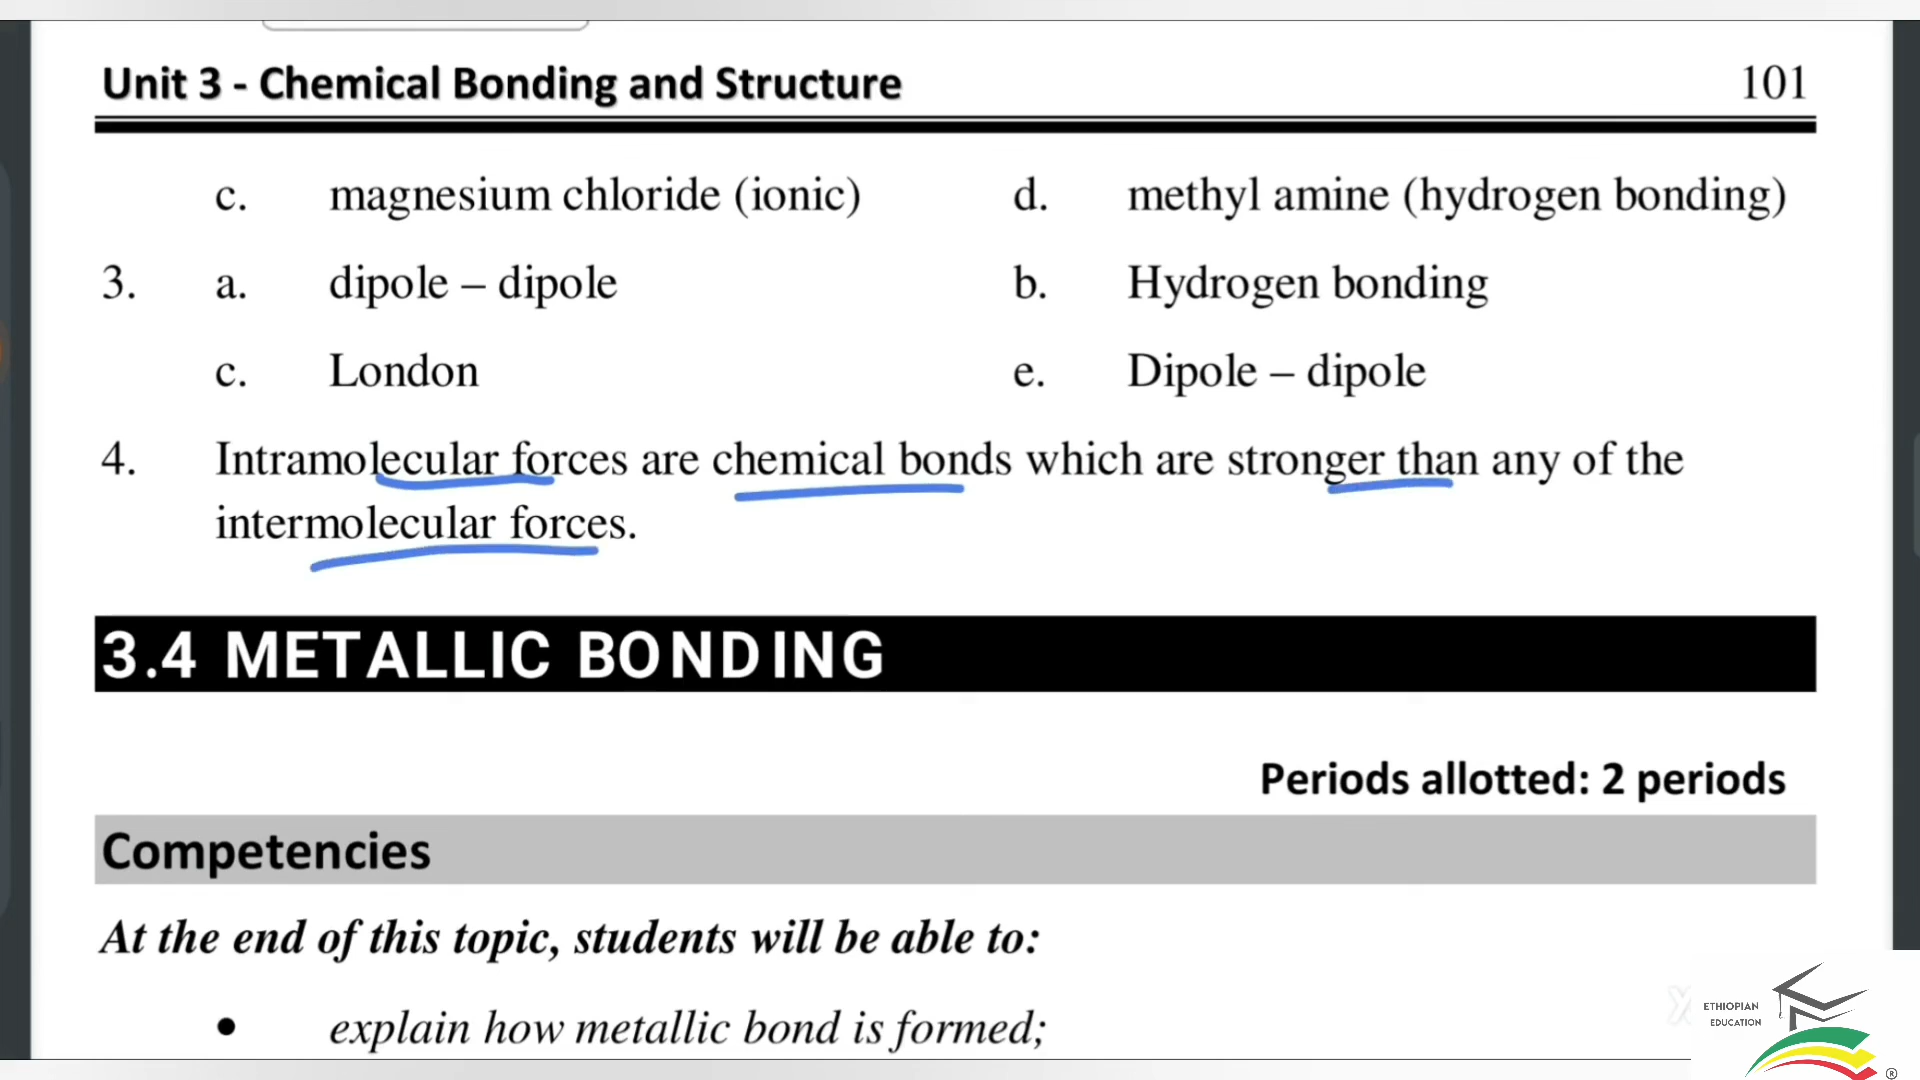 Unit 3 - Chemical Bonding and Structure 101
c. magnesium chloride (ionic) d. methyl amine (hydrogen bonding)
3. a. dipole – dipole b. Hydrogen bonding
c. London e. Dipole – dipole
4. Intramolecular forces are chemical bonds which are stronger than any of the
intermolecular forces.
3.4 METALLIC BONDING
Periods allotted: 2 periods
Competencies
At the end of this topic, students will be able to:
• explain how metallic bond is formed;
ETHIOPIAN
EDUCATION
®